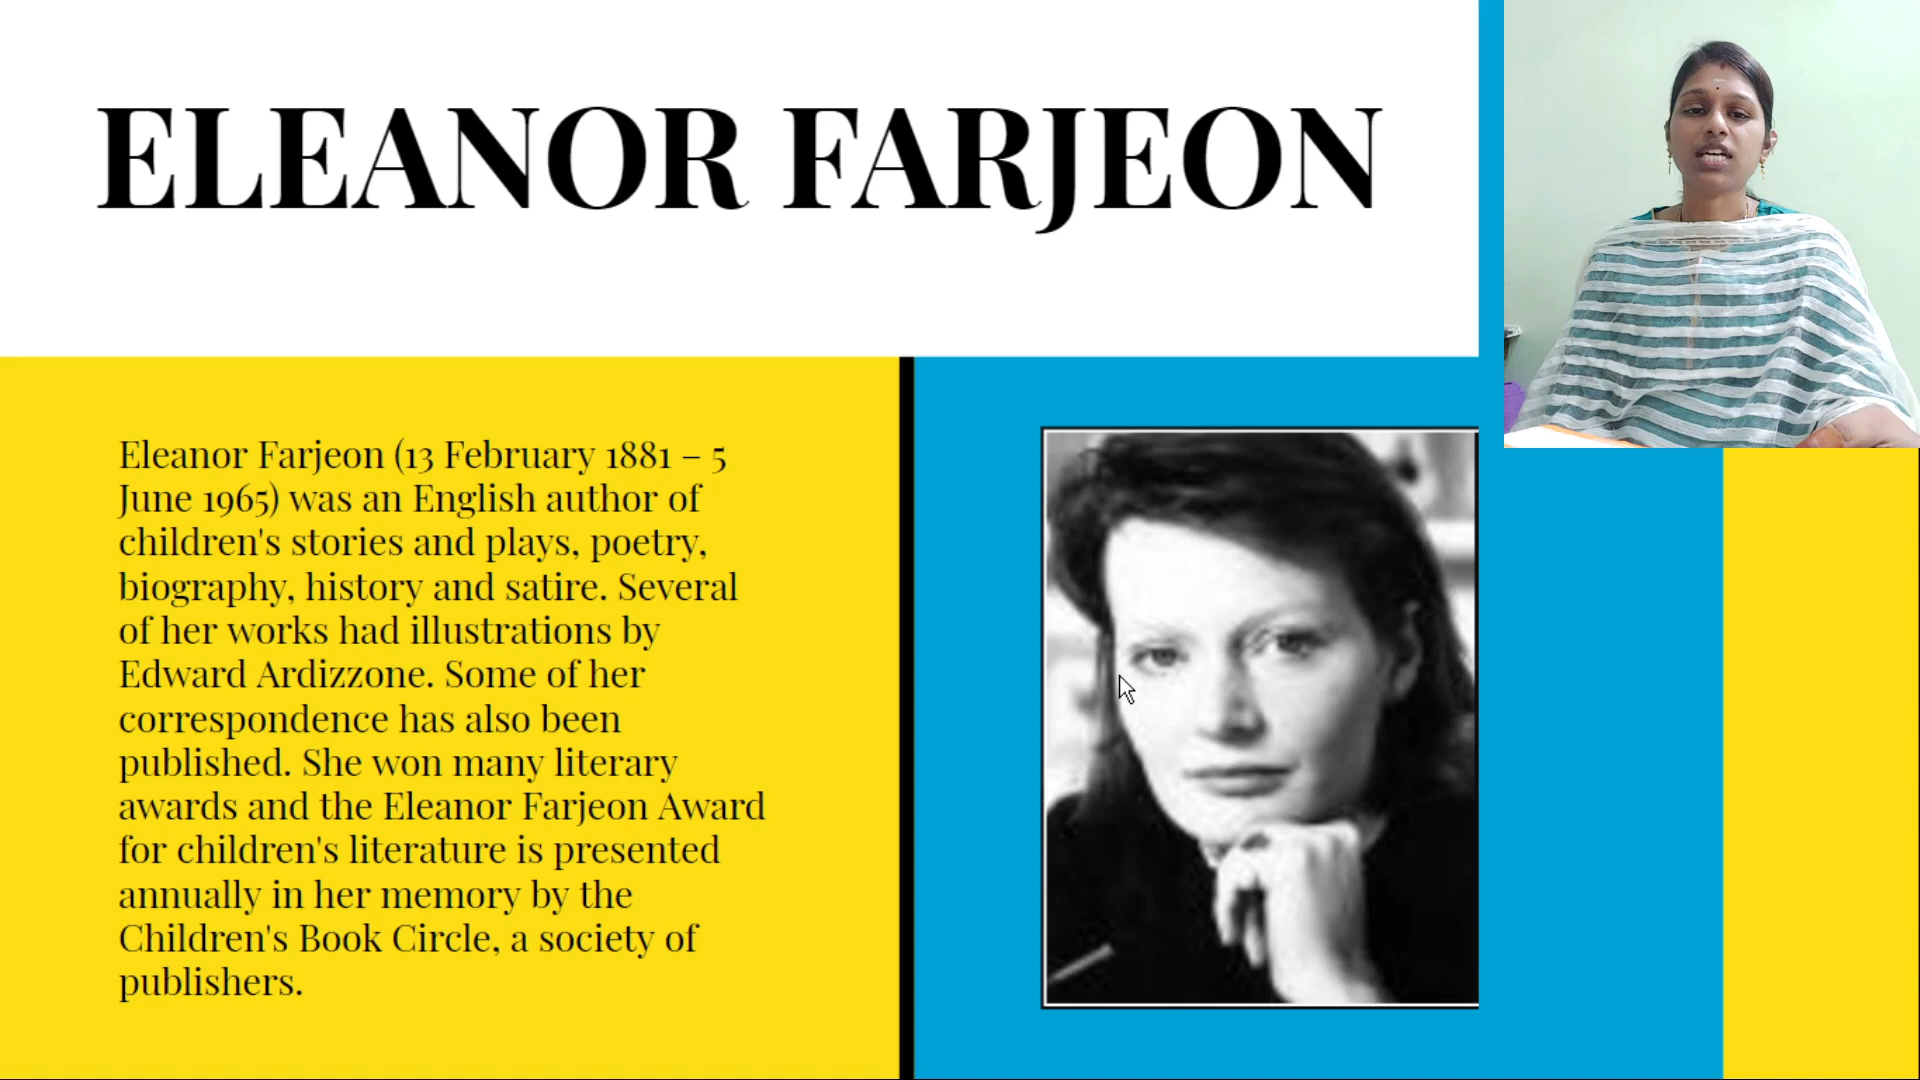 ELEANOR FARJEON
Eleanor Farjeon (13 February 1881 – 5
June 1965) was an English author of
children's stories and plays, poetry,
biography, history and satire. Several
of her works had illustrations by
Edward Ardizzone. Some of her
correspondence has also been
published. She won many literary
awards and the Eleanor Farjeon Award
for children's literature is presented
annually in her memory by the
Children's Book Circle, a society of
publishers.